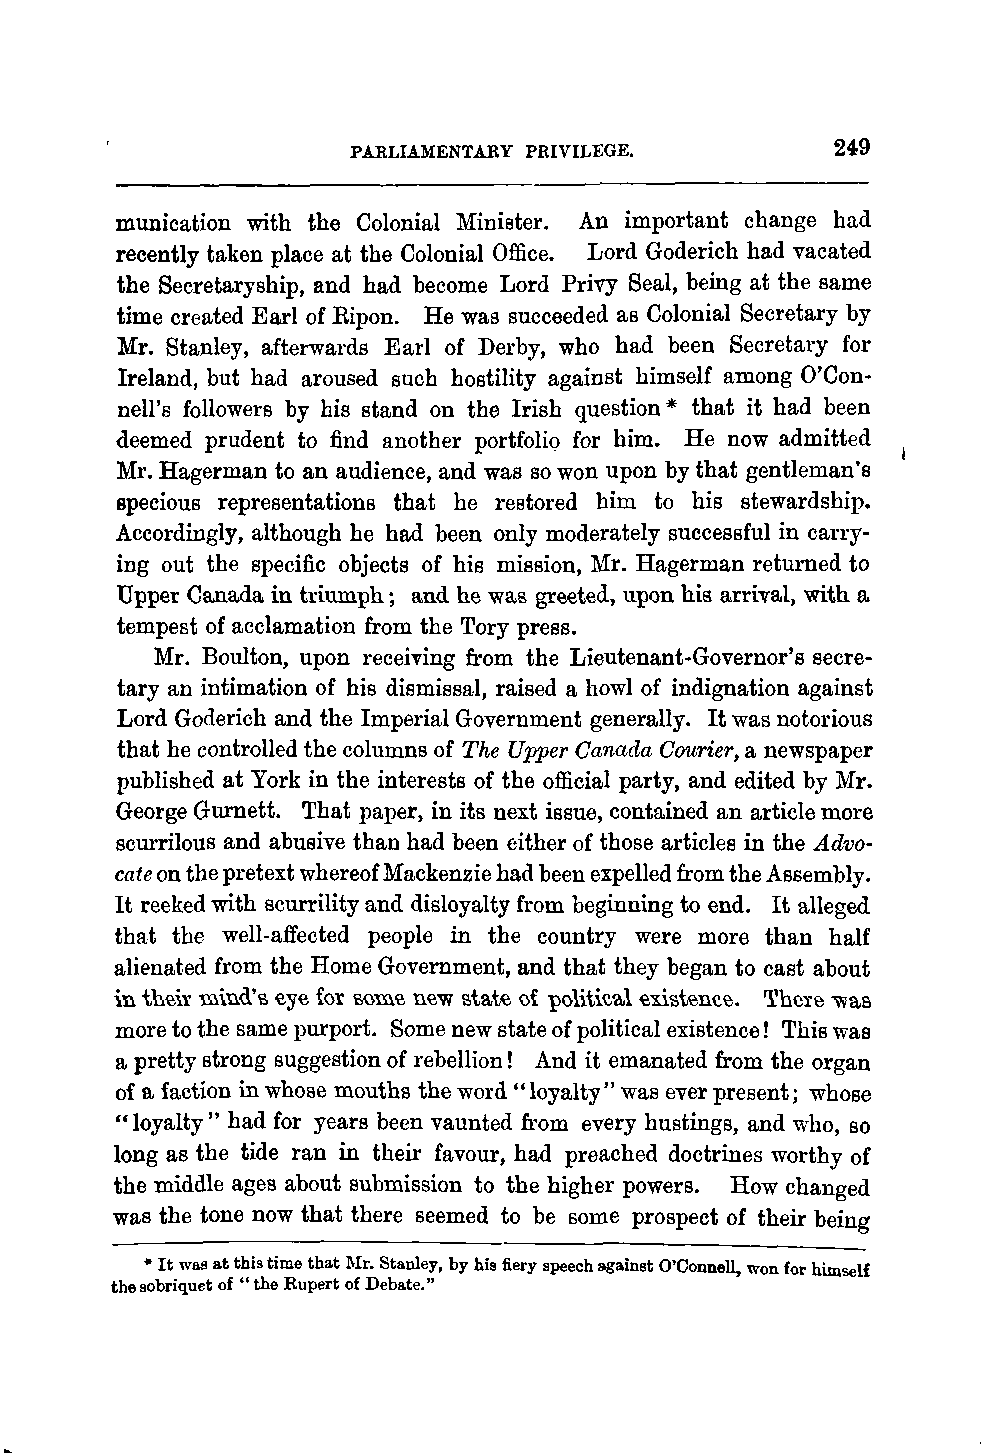 PARLIAMENTARY PRIVILEGE. 249
munication with the Colonial Minister. An important change had
recently taken place at the Colonial Office. Lord Goderich had vacated
the Secretaryship, and had become Lord Privy Seal, being at the same
time created Earl of Ripon. He was succeeded as Colonial Secretary by
Mr. Stanley, afterwards Earl of Derby, who had been Secretary for
Ireland, but had aroused such hostility against himself among O'Con-
nell's followers by his stand on the Irish question* that it had been
deemed prudent to find another portfolio for him. He now admitted
Mr. Hagerman to an audience, and was so won upon by that gentleman's
specious representations that he restored him to his stewardship.
Accordingly, although he had been only moderately successful in carry-
ing out the specific objects of his mission, Mr. Hagerman returned to
Upper Canada in triumph; and he was greeted, upon his arrival, with a
tempest of acclamation from the Tory press.
Mr. Boulton, upon receiving from the Lieutenant-Governor's secre-
tary an intimation of his dismissal, raised a howl of indignation against
Lord Goderich and the Imperial Government generally. It was notorious
that he controlled the columns of The Upper Canada Courier, a newspaper
published at York in the interests of the official party, and edited by Mr.
George Gurnett. That paper, in its next issue, contained an article more
scurrilous and abusive than had been either of those articles in the Advo-
cate on the pretext whereof Mackenzie had been expelled from the Assembly.
It reeked with scurrility and disloyalty from beginning to end. It alleged
that the well-affected people in the country were more than half
alienated from the Home Government, and that they began to cast about
in their mind's eye for some new state of political existence. There was
more to the same purport. Some new state of political existence! This was
a pretty strong suggestion of rebellion! And it emanated from the organ
of a faction in whose mouths the word "loyalty" was ever present; whose
"loyalty" had for years been vaunted from every hustings, and who, so
long as the tide ran in their favour, had preached doctrines worthy of
the middle ages about submission to the higher powers. How changed
was the tone now that there seemed to be some prospect of their being
* It was at this time that Mr. Stanley, by his fiery speech against O'Connell, won for himself
the sobriquet of "the Rupert of Debate."